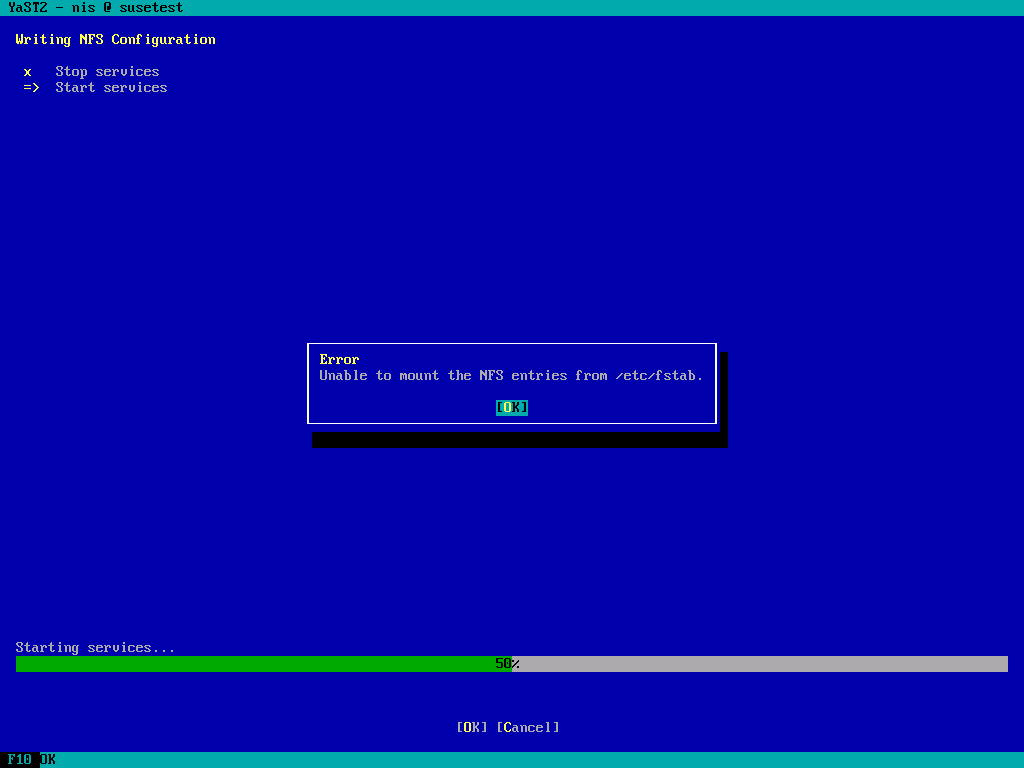 YaST2 - nis @ susetest
Writing NFS Configuration
x Stop services
=> Start services
Error
Unable to mount the NFS entries from /etc/fstab.
[OK]
Starting services...
50%
[OK] [Cancel]
F10 OK